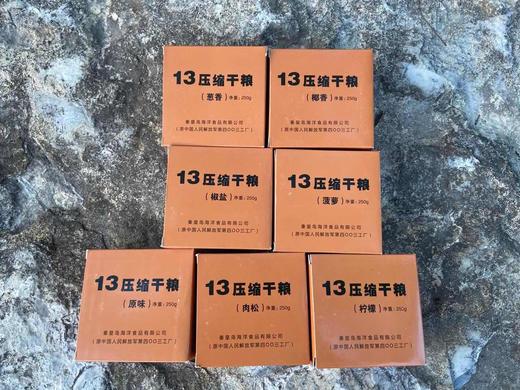 13压缩干粮
（葱香）净重：250g
秦皇岛海洋食品有限公司
（原中国人民解放军第四〇〇三工厂）
13压缩干粮
（椰香）净重：250g
秦皇岛海洋食品有限公司
（原中国人民解放军第四〇〇三工厂）
13压缩干粮
（椒盐）净重：250g
秦皇岛海洋食品有限公司
（原中国人民解放军第四〇〇三工厂）
13压缩干粮
（菠萝）净重：250g
秦皇岛海洋食品有限公司
（原中国人民解放军第四〇〇三工厂）
13压缩干粮
（原味）净重：250g
秦皇岛海洋食品有限公司
（原中国人民解放军第四〇〇三工厂）
13压缩干粮
（肉松）净重：250g
秦皇岛海洋食品有限公司
（原中国人民解放军第四〇〇三工厂）
13压缩干粮
（柠檬）净重：250g
秦皇岛海洋食品有限公司
（原中国人民解放军第四〇〇三工厂）